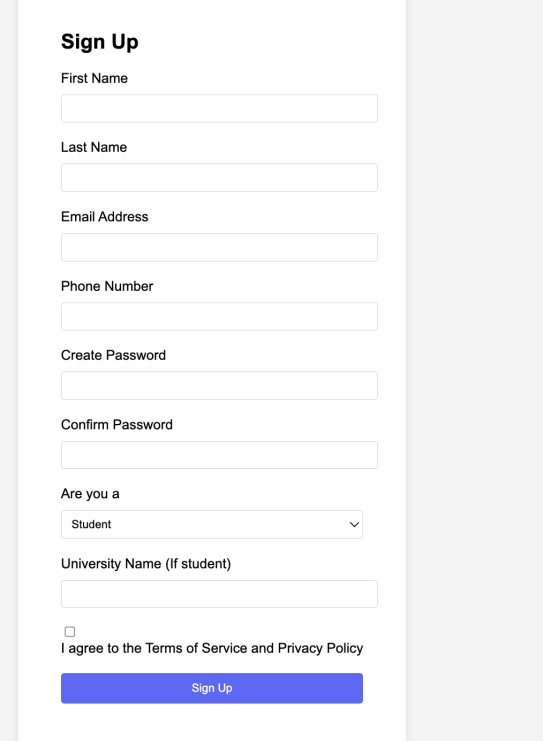 Sign Up
First Name
Last Name
Email Address
Phone Number
Create Password
Confirm Password
Are you a
Student
University Name (If student)
I agree to the Terms of Service and Privacy Policy
Sign Up